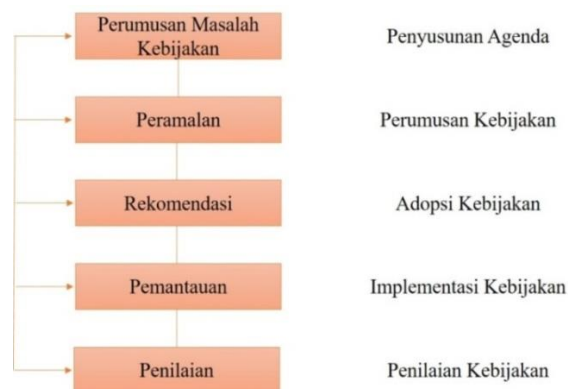 Perumusan Masalah
Kebijakan
Penyusunan Agenda
Peramalan
Perumusan Kebijakan
Rekomendasi
Adopsi Kebijakan
Pemantauan
Implementasi Kebijakan
Penilaian
Penilaian Kebijakan